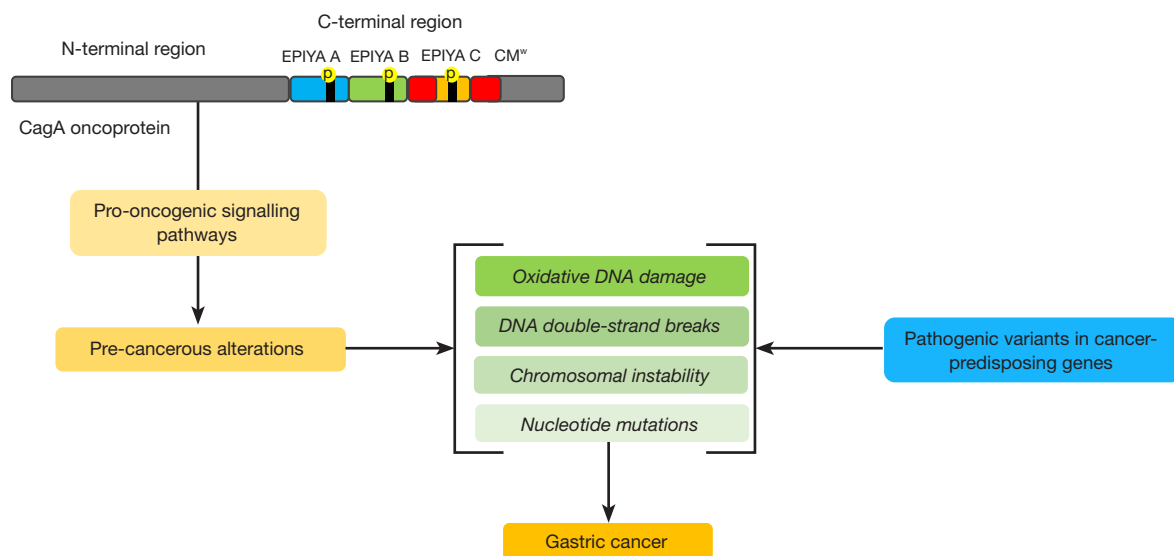 C-terminal region
N-terminal region
EPIYA A EPIYA B EPIYA C CMʷ
p p p
CagA oncoprotein
Pro-oncogenic signalling
pathways
Oxidative DNA damage
DNA double-strand breaks
Pre-cancerous alterations
Pathogenic variants in cancer-
predisposing genes
Chromosomal instability
Nucleotide mutations
Gastric cancer